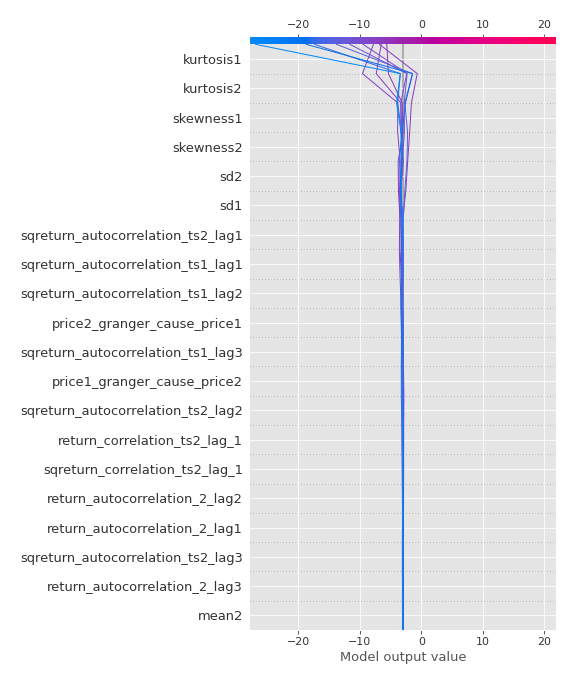 −20 −10 0 10 20
kurtosis1
kurtosis2
skewness1
skewness2
sd2
sd1
sqreturn_autocorrelation_ts2_lag1
sqreturn_autocorrelation_ts1_lag1
sqreturn_autocorrelation_ts1_lag2
price2_granger_cause_price1
sqreturn_autocorrelation_ts1_lag3
price1_granger_cause_price2
sqreturn_autocorrelation_ts2_lag2
return_correlation_ts2_lag_1
sqreturn_correlation_ts2_lag_1
return_autocorrelation_2_lag2
return_autocorrelation_2_lag1
sqreturn_autocorrelation_ts2_lag3
return_autocorrelation_2_lag3
mean2
−20 −10 0 10 20
Model output value